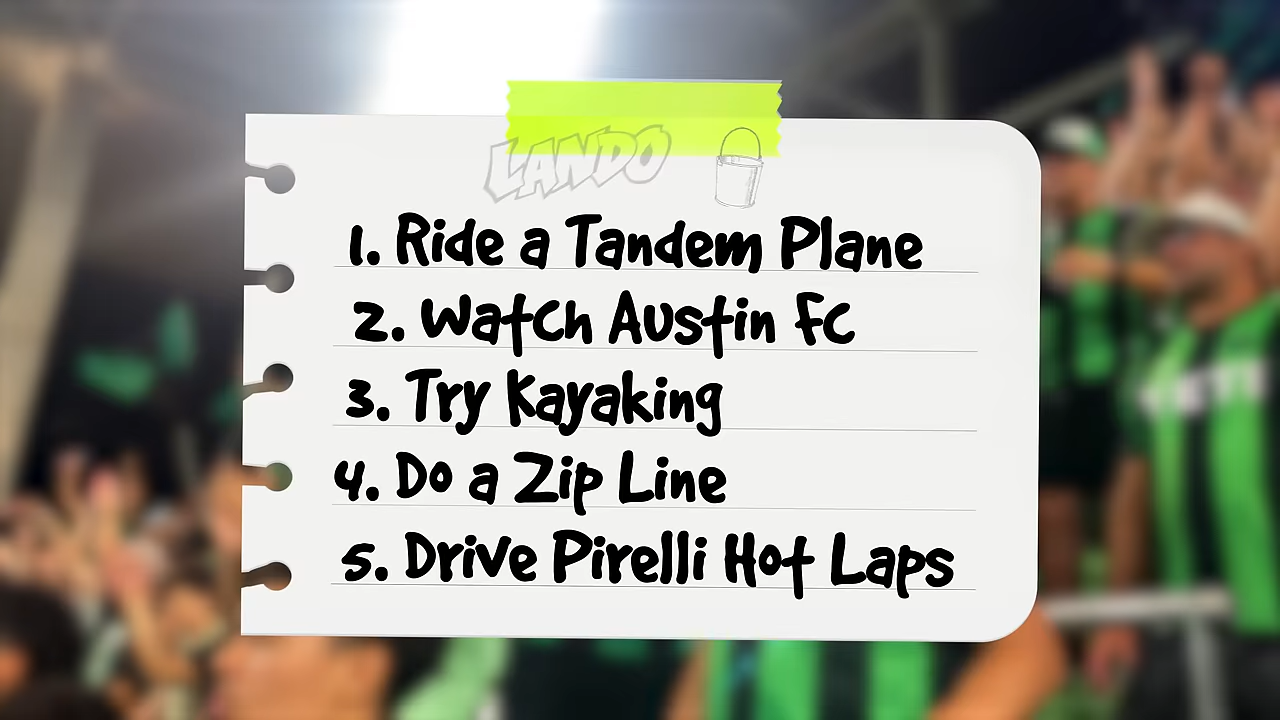 LANDO
1. Ride a Tandem Plane
2. Watch Austin FC
3. Try Kayaking
4. Do a Zip Line
5. Drive Pirelli Hot Laps
YETI